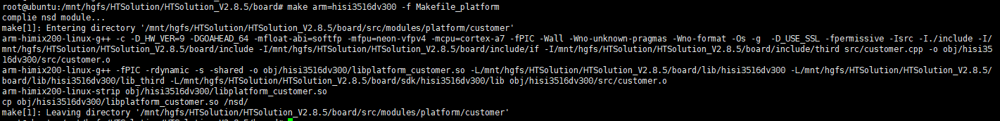 root@ubuntu:/mnt/hgfs/HTSolution/HTSolution_V2.8.5/board# make arm=hisi3516dv300 -f Makefile_platform
complie nsd module...
make[1]: Entering directory '/mnt/hgfs/HTSolution/HTSolution_V2.8.5/board/src/modules/platform/customer'
arm-himix200-linux-g++ -c -D_HW_VER=9 -DGOAHEAD_64 -mfloat-abi=softfp -mfpu=neon-vfpv4 -mcpu=cortex-a7 -fPIC -Wall -Wno-unknown-pragmas -Wno-format -Os -g  -D_USE_SSL -fpermissive -Isrc -I./include -I/
mnt/hgfs/HTSolution/HTSolution_V2.8.5/board/include -I/mnt/hgfs/HTSolution/HTSolution_V2.8.5/board/include/if -I/mnt/hgfs/HTSolution/HTSolution_V2.8.5/board/include/third src/customer.cpp -o obj/hisi35
16dv300/src/customer.o
arm-himix200-linux-g++ -fPIC -rdynamic -s -shared -o obj/hisi3516dv300/libplatform_customer.so -L/mnt/hgfs/HTSolution/HTSolution_V2.8.5/board/lib/hisi3516dv300 -L/mnt/hgfs/HTSolution/HTSolution_V2.8.5/
board/lib/hisi3516dv300/lib_third -L/mnt/hgfs/HTSolution/HTSolution_V2.8.5/board/sdk/hisi3516dv300/lib obj/hisi3516dv300/src/customer.o
arm-himix200-linux-strip obj/hisi3516dv300/libplatform_customer.so
cp obj/hisi3516dv300/libplatform_customer.so /nsd/
make[1]: Leaving directory '/mnt/hgfs/HTSolution/HTSolution_V2.8.5/board/src/modules/platform/customer'